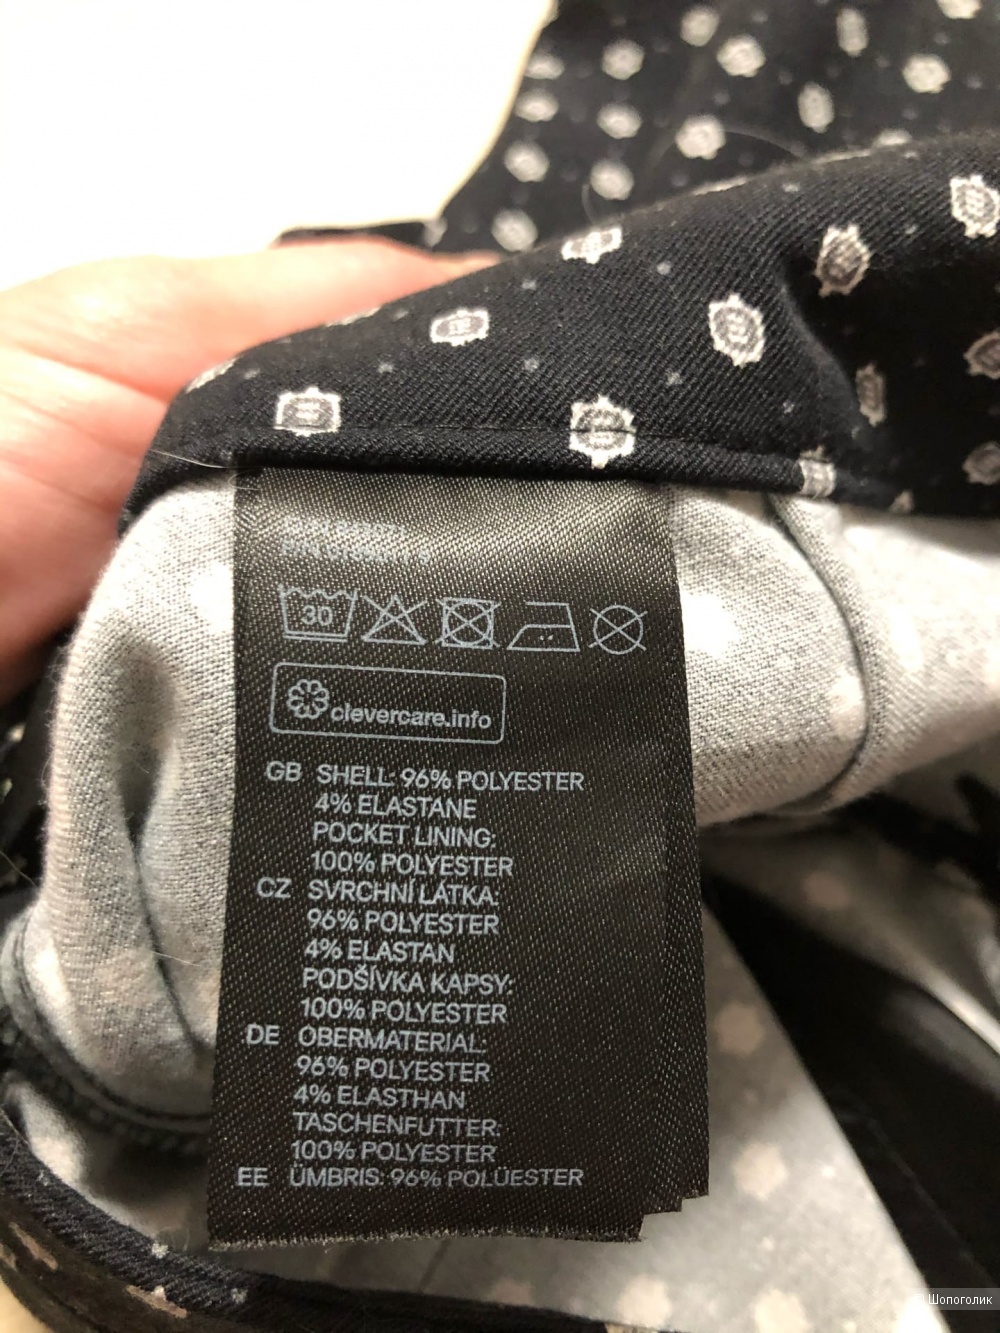 30
clevercare.info
GB SHELL: 96% POLYESTER
4% ELASTANE
POCKET LINING:
100% POLYESTER
CZ SVRCHNÍ LÁTKA:
96% POLYESTER
4% ELASTAN
PODŠÍVKA KAPSY:
100% POLYESTER
DE OBERMATERIAL:
96% POLYESTER
4% ELASTHAN
TASCHENFUTTER:
100% POLYESTER
EE ÜMBRIS: 96% POLÜESTER
Шопоголик